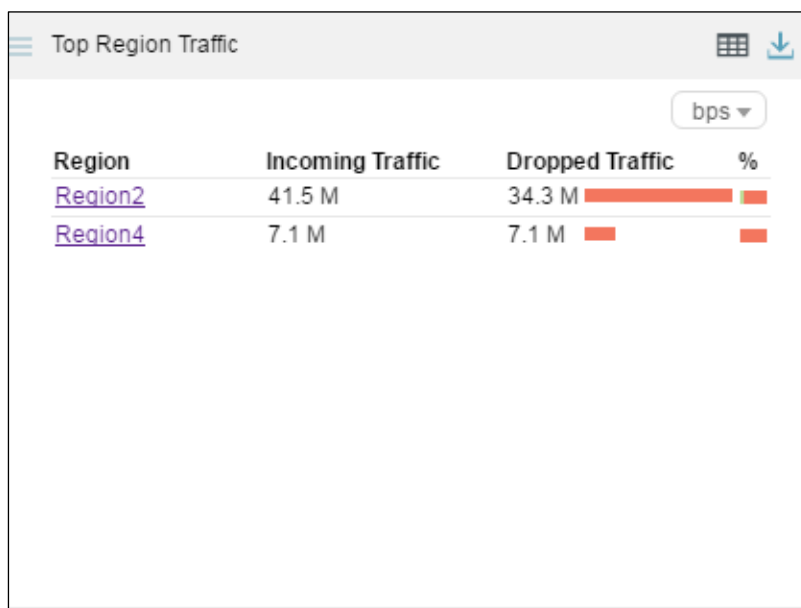 Top Region Traffic
bps
Region Incoming Traffic Dropped Traffic %
Region2 41.5 M 34.3 M
Region4 7.1 M 7.1 M